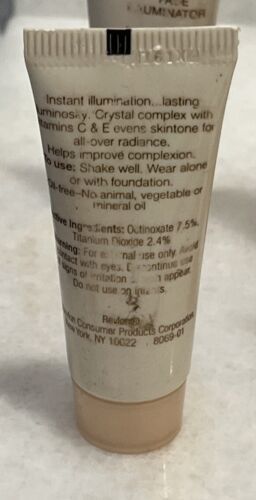 FACE
ILLUMINATOR
Instant illumination...lasting
luminosity. Crystal complex with
vitamins C & E evens skintone for
all-over radiance.
Helps improve complexion.
To use: Shake well. Wear alone
or with foundation.
Oil-free–No animal, vegetable or
mineral oil
Active Ingredients: Octinoxate 7.5%,
Titanium Dioxide 2.4%
Warning: For external use only. Avoid
contact with eyes. Discontinue use
signs of irritation appear.
Do not use on infants.
Revlon
Revlon Consumer Products Corporation
New York, NY 10022 8069-01